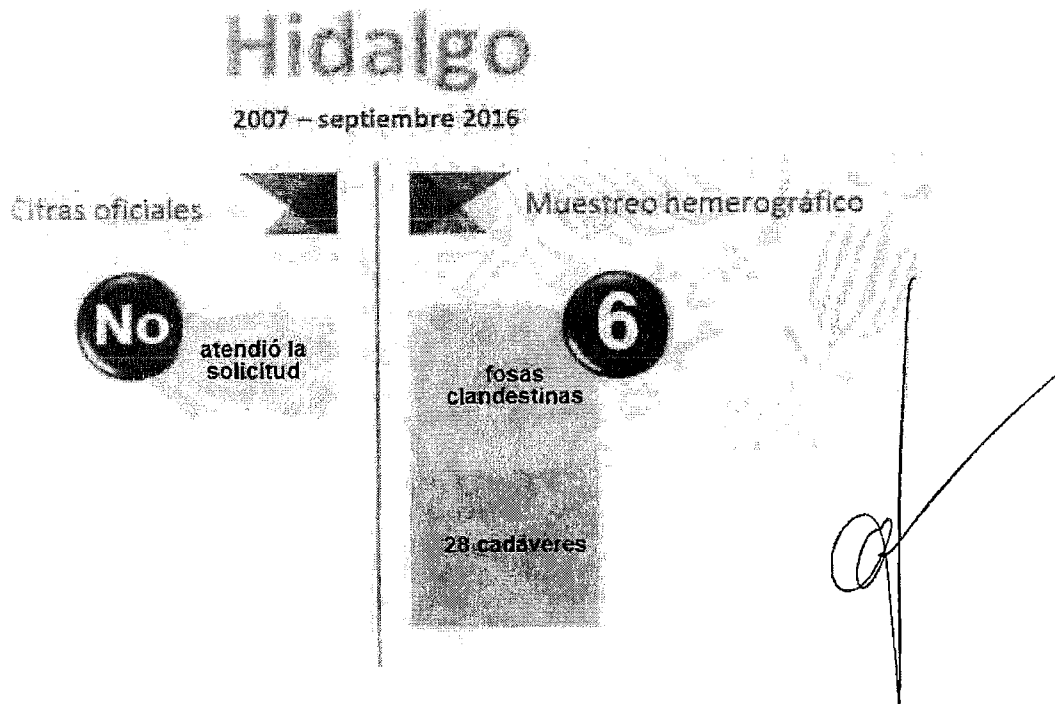 Hidalgo
2007 – septiembre 2016
Cifras oficiales
No
atendió la
solicitud
Muestreo hemerográfico
6
fosas
clandestinas
28 cadáveres